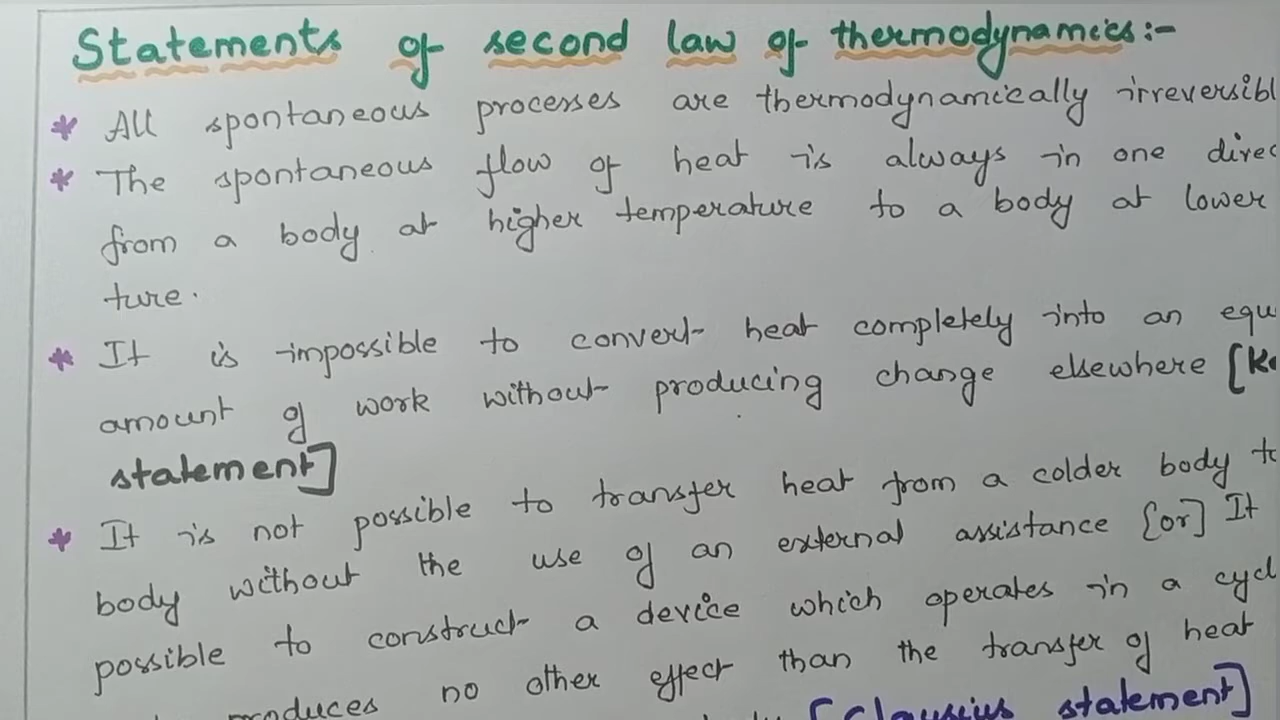 Statements of second law of thermodynamics:-
* All spontaneous processes are thermodynamically irreversibl
* The spontaneous flow of heat is always in one direc
from a body at higher temperature to a body at lower
ture.
* It is impossible to convert heat completely into an equ
amount of work without producing change elsewhere [K
statement]
* It is not possible to transfer heat from a colder body to
body without the use of an external assistance [or] It
possible to construct a device which operates in a cycl
produces no other effect than the transfer of heat
[Clausius statement]